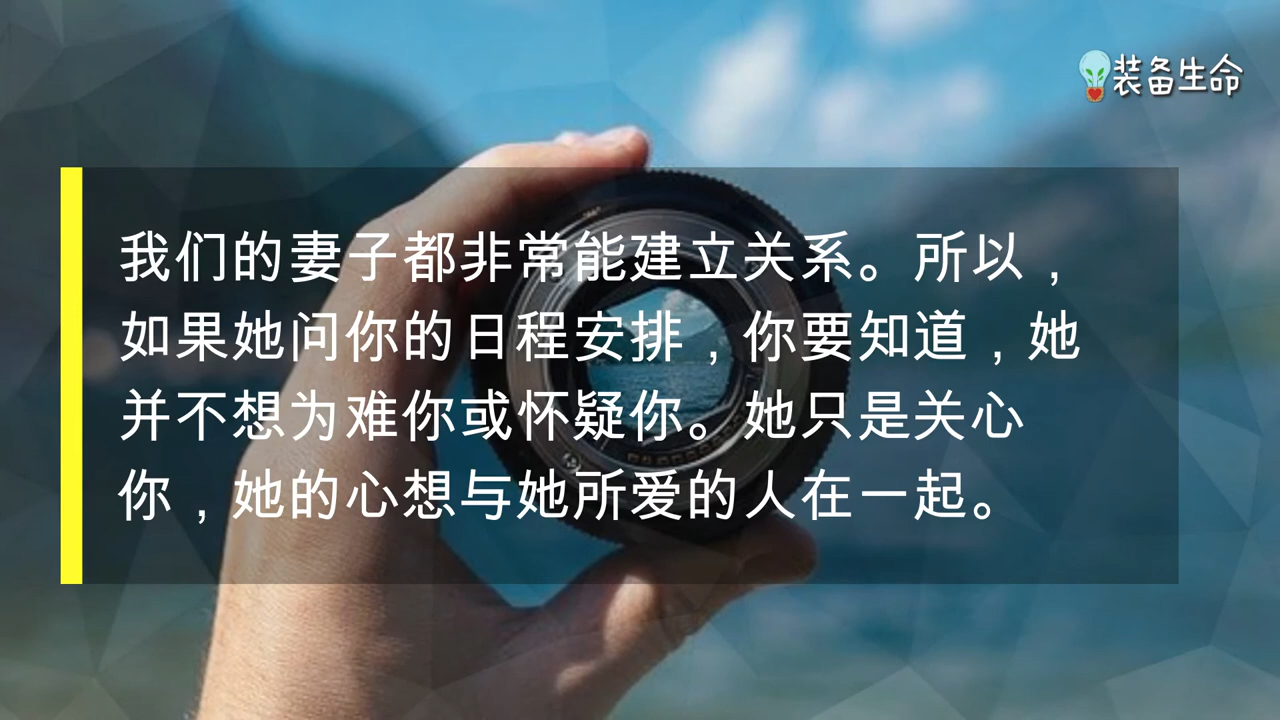 装备生命
我们的妻子都非常能建立关系。所以，
如果她问你的日程安排，你要知道，她
并不想为难你或怀疑你。她只是关心
你，她的心想与她所爱的人在一起。